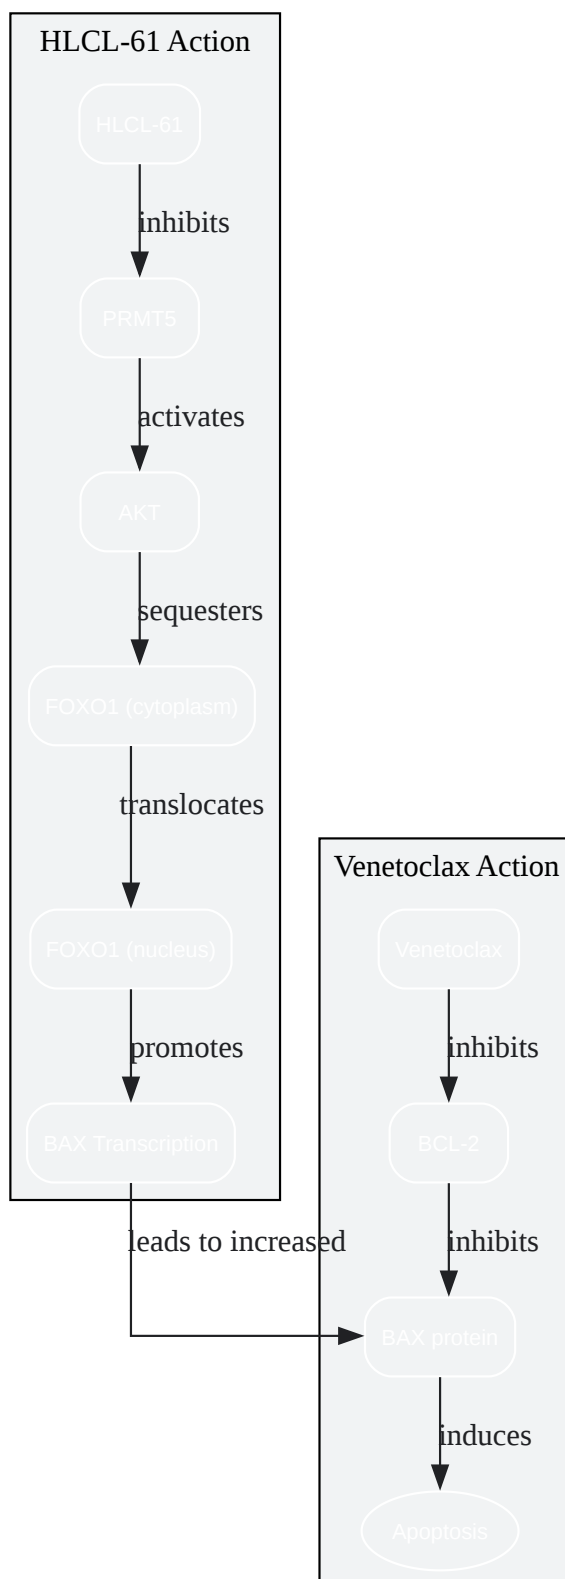 HLCL-61 Action
HLCL-61
inhibits
PRMT5
activates
AKT
sequesters
FOXO1 (cytoplasm)
translocates
FOXO1 (nucleus)
promotes
BAX Transcription
leads to increased
Venetoclax Action
Venetoclax
inhibits
BCL-2
inhibits
BAX protein
induces
Apoptosis